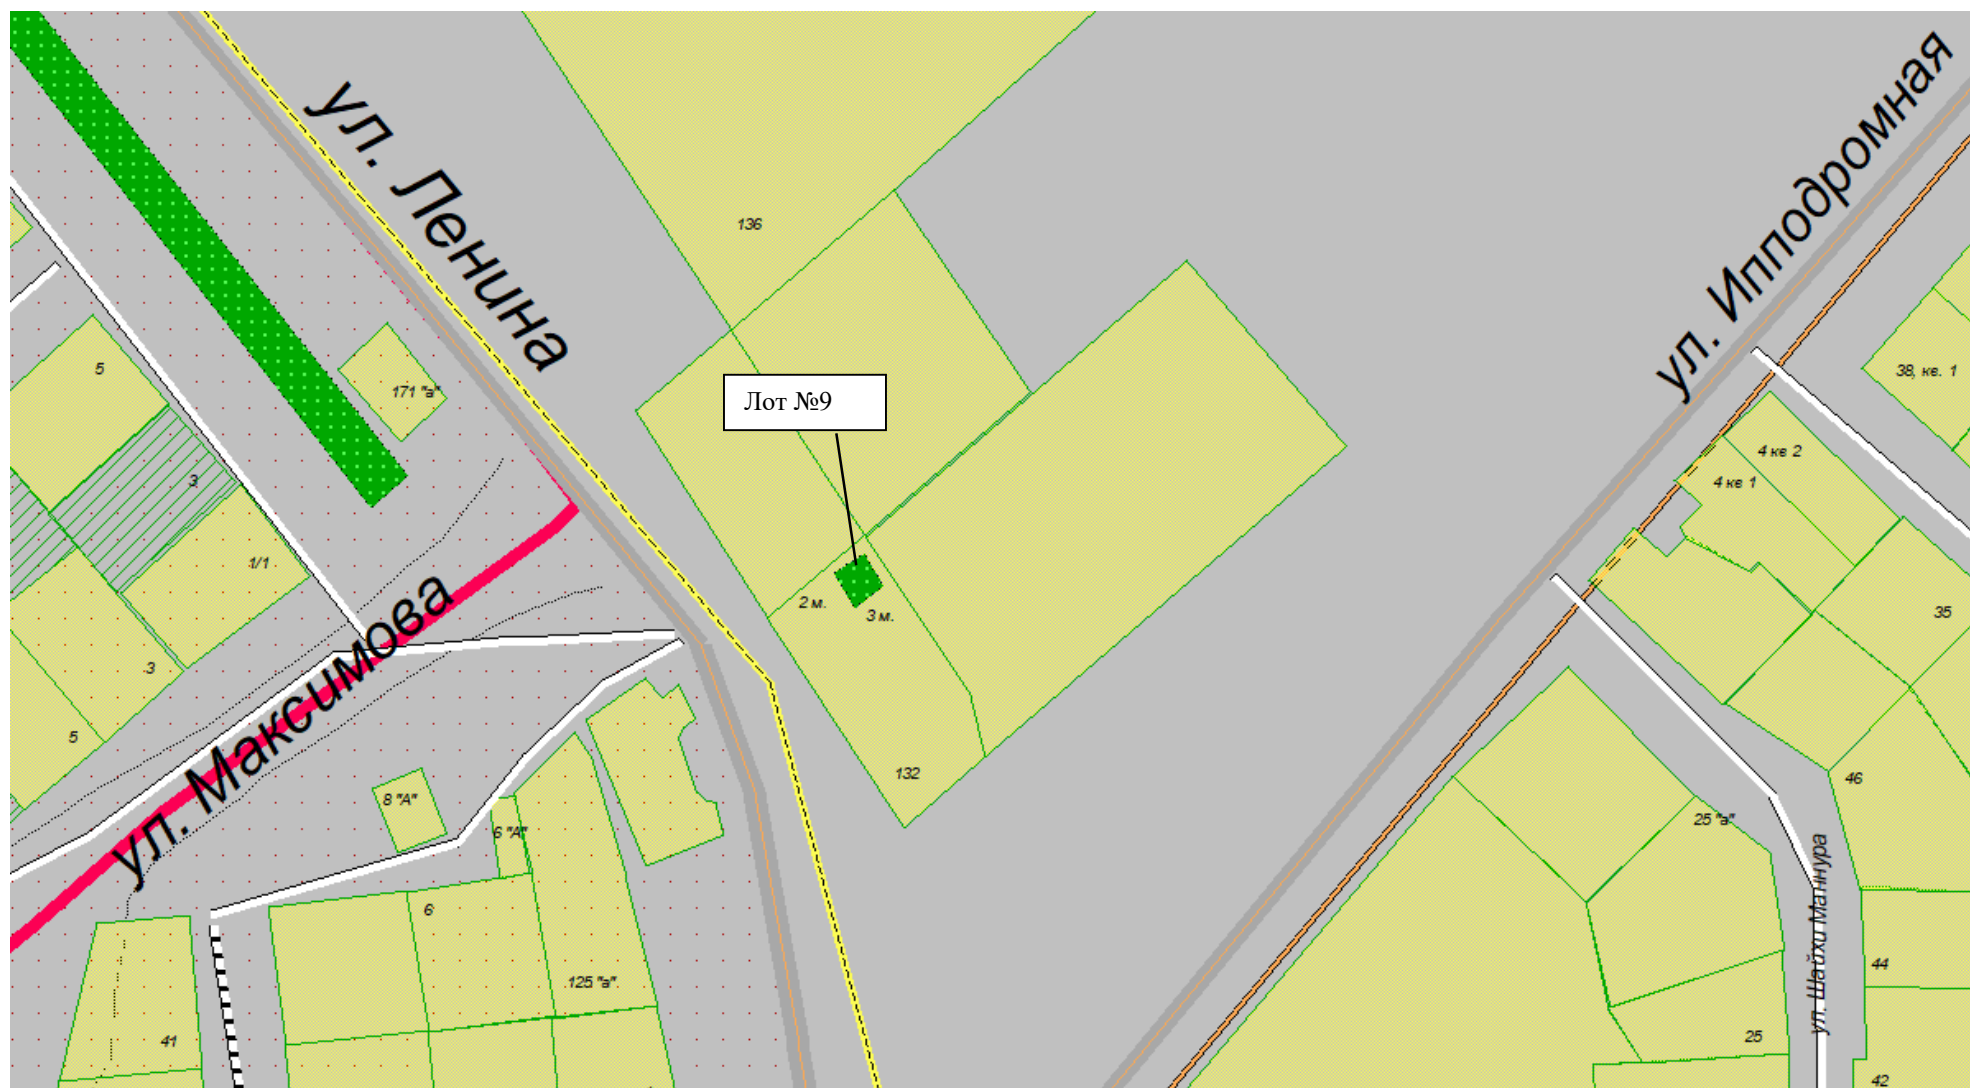 ул. Ленина
ул. Ипподромная
136
5
171 "а"
38, кв. 1
Лот №9
4 кв 2
3
4 кв 1
1/1
2 м.
3 м.
35
3
ул. Максимова
5
132
46
8 "А"
6 "А"
25 "а"
6
ул. Шайхи Маннура
44
125 "а"
41
25
42